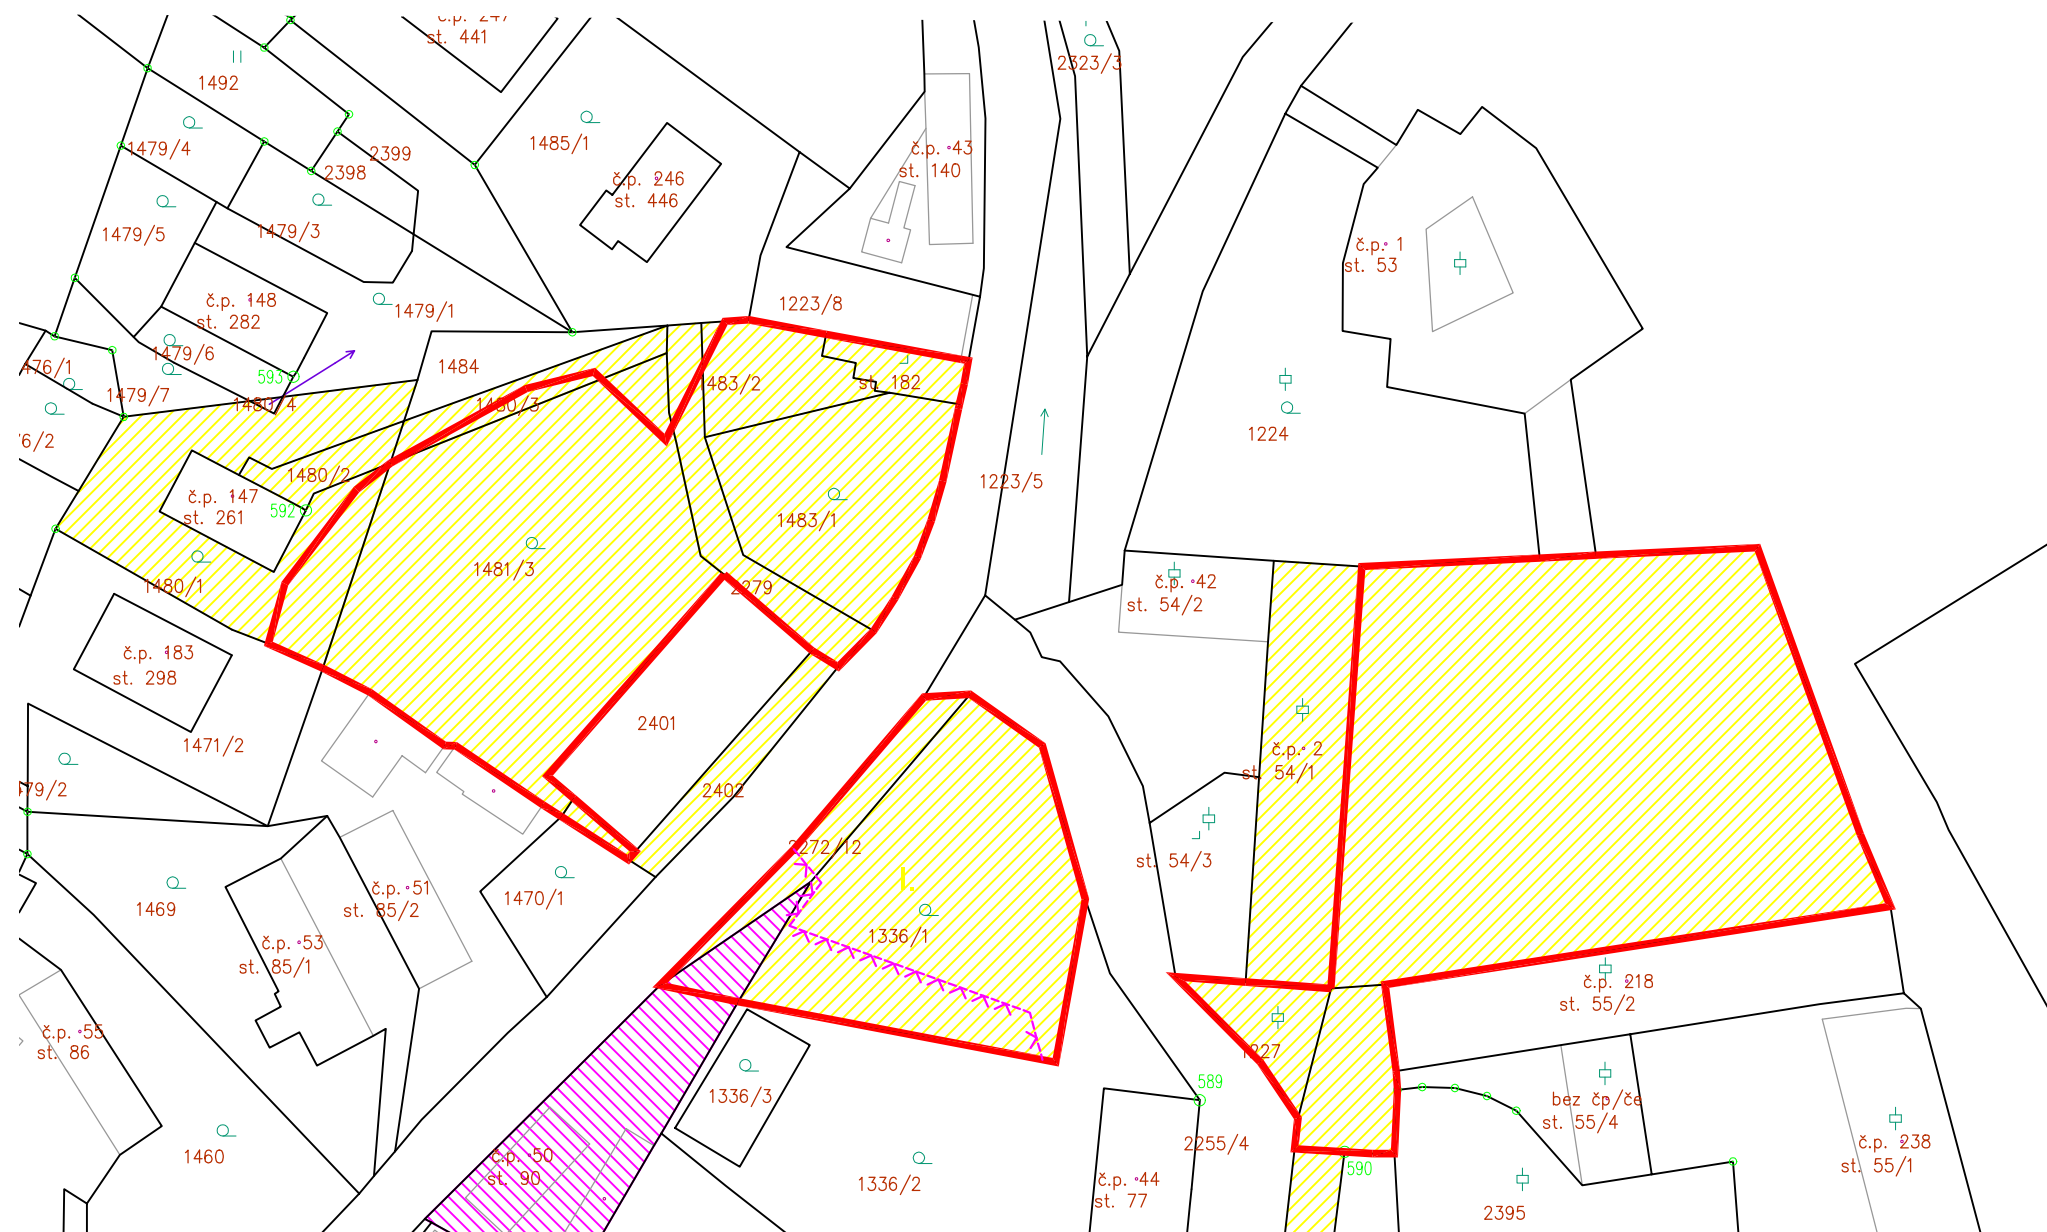 č.p. 247
st. 441
2323/3
1492
1485/1
1479/4
2399
2398
č.p. 43
st. 140
č.p. 246
st. 446
1479/5
1479/3
č.p. 1
st. 53
č.p. 148
st. 282
1479/1
1223/8
1479/6
1484
476/1
593
1483/2
st. 182
1479/7
1480/4
1480/3
76/2
1224
1480/2
1223/5
č.p. 147
st. 261
592
1483/1
1481/3
1480/1
2279
č.p. 42
st. 54/2
č.p. 183
st. 298
2401
1471/2
č.p. 2
st. 54/1
479/2
2402
2272/12
st. 54/3
I.
č.p. 51
st. 85/2
1469
1470/1
1336/1
č.p. 53
st. 85/1
č.p. 218
st. 55/2
č.p. 55
st. 86
1227
589
1336/3
bez čp/če
st. 55/4
1460
č.p. 50
st. 90
2255/4
590
č.p. 238
st. 55/1
1336/2
č.p. 44
st. 77
2395